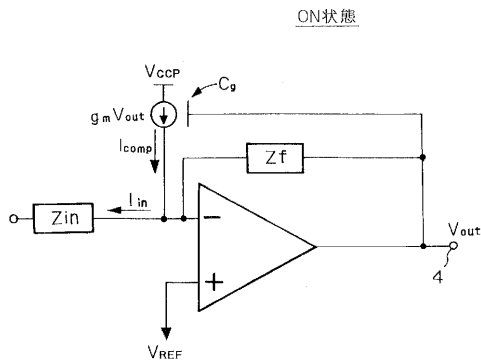 ON状態
VCCP
Cg
gmVout
Icomp
Zf
Iin
Zin
−
+
Vout
4
VREF